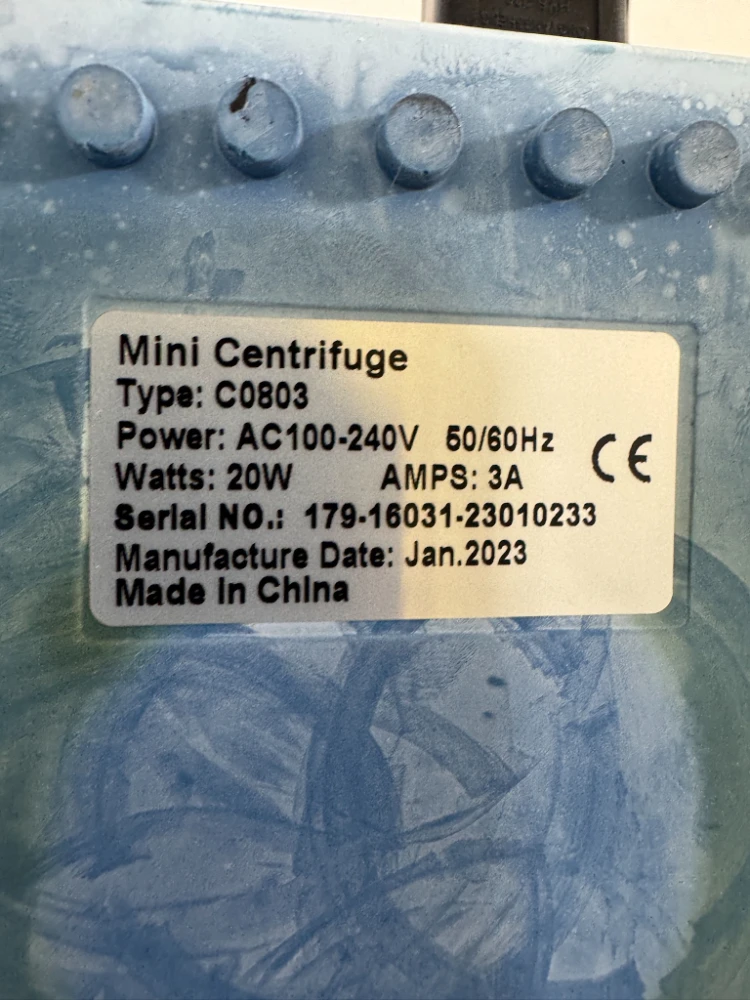 Mini Centrifuge
Type: C0803
Power: AC100-240V 50/60Hz
Watts: 20W AMPS: 3A
CE
Serial NO.: 179-16031-23010233
Manufacture Date: Jan.2023
Made in China